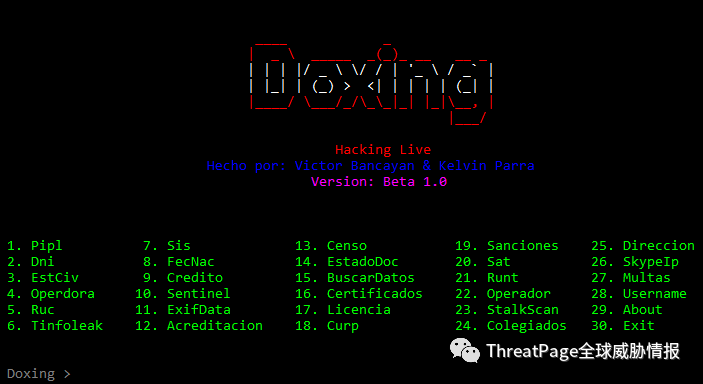 Doxing
Hacking Live
Hecho por: Victor Bancayan & Kelvin Parra
Version: Beta 1.0
1. Pipl 7. Sis 13. Censo 19. Sanciones 25. Direccion
2. Dni 8. FecNac 14. EstadoDoc 20. Sat 26. SkypeIp
3. EstCiv 9. Credito 15. BuscarDatos 21. Runt 27. Multas
4. Operdora 10. Sentinel 16. Certificados 22. Operador 28. Username
5. Ruc 11. ExifData 17. Licencia 23. StalkScan 29. About
6. Tinfoleak 12. Acreditacion 18. Curp 24. Colegiados 30. Exit
ThreatPage全球威胁情报
Doxing >